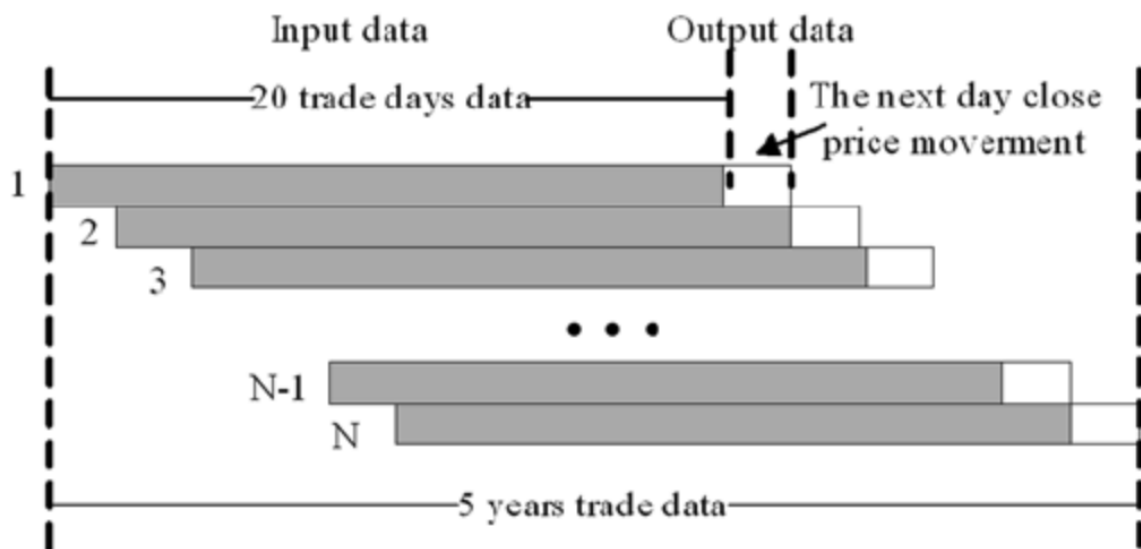 Input data
Output data
20 trade days data
The next day close
price moverment
1
2
3
N-1
N
5 years trade data